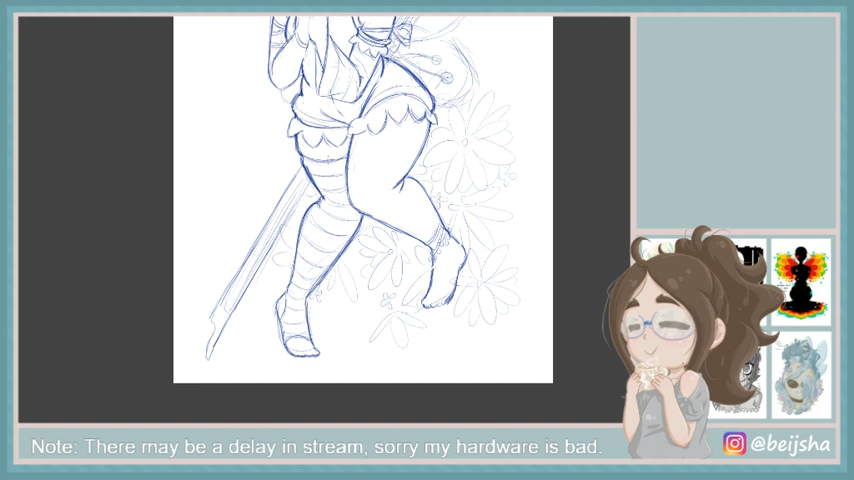 Note: There may be a delay in stream, sorry my hardware is bad.
@beijsha